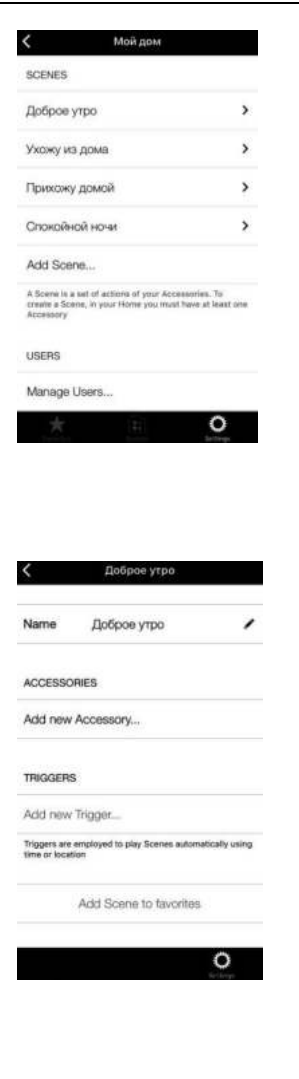 Мой дом
SCENES
Доброе утро
Ухожу из дома
Прихожу домой
Спокойной ночи
Add Scene...
A Scene is a set of actions of your Accessories. To
create a Scene, in your Home you must have at least one
Accessory
USERS
Manage Users...
Settings
Доброе утро
Name Доброе утро
ACCESSORIES
Add new Accessory...
TRIGGERS
Add new Trigger...
Triggers are employed to play Scenes automatically using
time or location
Add Scene to favorites
Settings